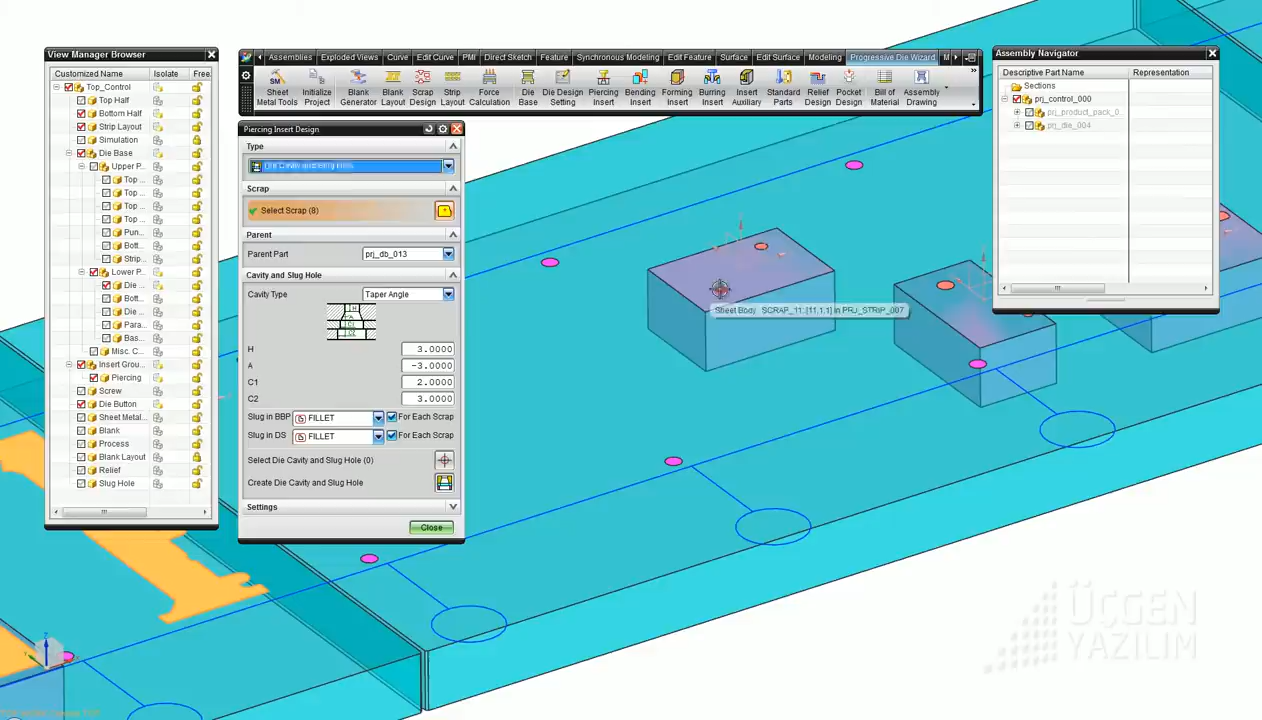 View Manager Browser
Customized Name Isolate Free
Top_Control
Top Half
Bottom Half
Strip Layout
Simulation
Die Base
Upper P...
Top ...
Top ...
Top ...
Top ...
Pun...
Bott...
Strip...
Lower P...
Die ...
Bott...
Die ...
Para...
Bas...
Misc. C...
Insert Grou...
Piercing
Screw
Die Button
Sheet Metal...
Blank
Process
Blank Layout
Relief
Slug Hole
Assemblies Exploded Views Curve Edit Curve PMI Direct Sketch Feature Synchronous Modeling Edit Feature Surface Edit Surface Modeling Progressive Die Wizard M
Sheet Metal Tools
Initialize Project
Blank Generator
Blank Layout
Scrap Design
Strip Layout
Force Calculation
Die Base
Die Design Setting
Piercing Insert
Bending Insert
Forming Insert
Burring Insert
Insert Auxiliary
Standard Parts
Relief Design
Pocket Design
Bill of Material
Assembly Drawing
Piercing Insert Design
Type
Scrap
Select Scrap (8)
Parent
Parent Part prj_db_013
Cavity and Slug Hole
Cavity Type Taper Angle
H 3.0000
A -3.0000
C1 2.0000
C2 3.0000
Slug in BBP FILLET For Each Scrap
Slug in DS FILLET For Each Scrap
Select Die Cavity and Slug Hole (0)
Create Die Cavity and Slug Hole
Settings
Close
Sheet Body SCRAP_11: [11,1,1] in PRJ_STRIP_007
Assembly Navigator
Descriptive Part Name Representation
Sections
prj_control_000
prj_product_pack_0...
prj_die_004
ÜÇGEN
YAZILIM